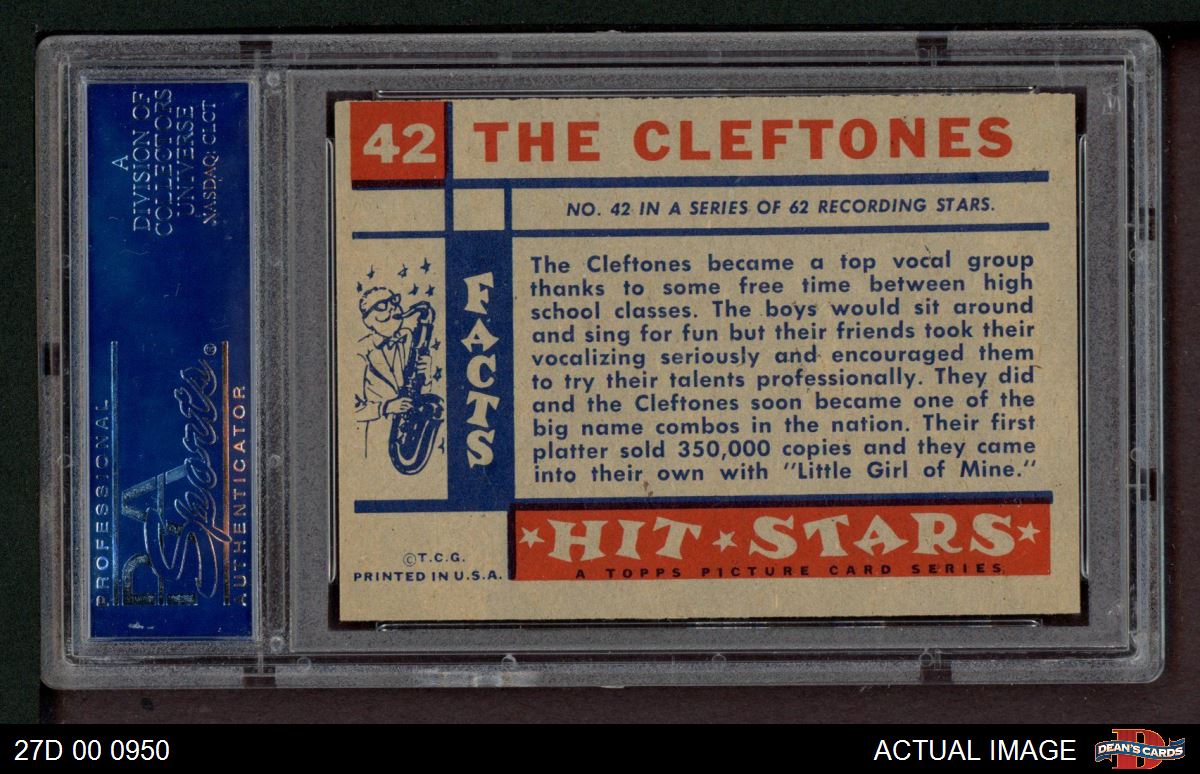 A
DIVISION OF
COLLECTORS
UNIVERSE
NASDAQ: CLCT
PROFESSIONAL
PSA
Sports®
AUTHENTICATOR
42
THE CLEFTONES
NO. 42 IN A SERIES OF 62 RECORDING STARS.
FACTS
The Cleftones became a top vocal group
thanks to some free time between high
school classes. The boys would sit around
and sing for fun but their friends took their
vocalizing seriously and encouraged them
to try their talents professionally. They did
and the Cleftones soon became one of the
big name combos in the nation. Their first
platter sold 350,000 copies and they came
into their own with "Little Girl of Mine."
©T.C.G.
PRINTED IN U.S.A.
HIT STARS
A TOPPS PICTURE CARD SERIES
27D 00 0950
ACTUAL IMAGE
DEAN'S CARDS